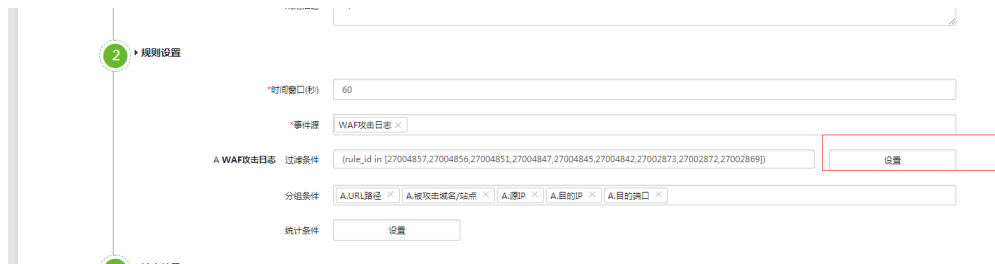 2 规则设置
*时间窗口(秒) 60
*事件源 WAF攻击日志 ×
A WAF攻击日志 过滤条件 (rule_id in [27004857,27004856,27004851,27004847,27004845,27004842,27002873,27002872,27002869]) 设置
分组条件 A.URL路径 × A.被攻击域名/站点 × A.源IP × A.目的IP × A.目的端口 ×
统计条件 设置